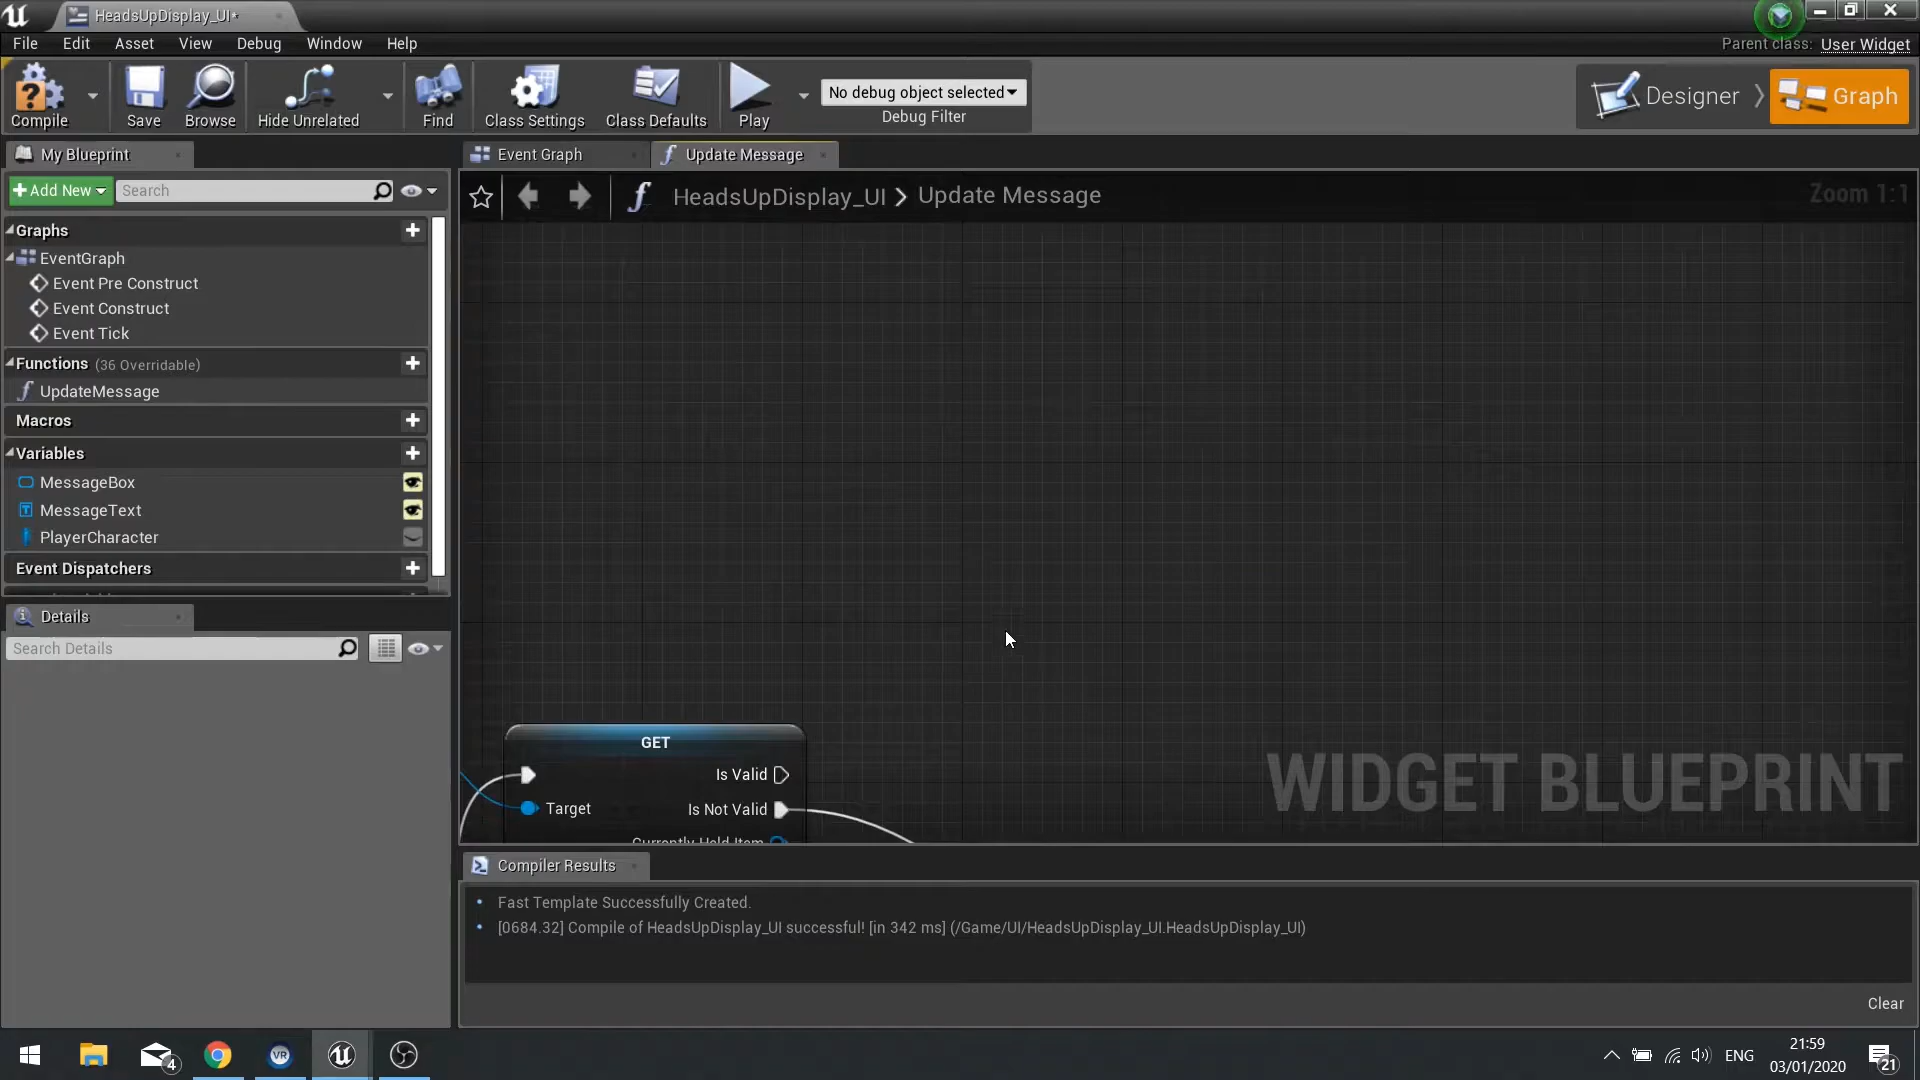 HeadsUpDisplay_UI*
File Edit Asset View Debug Window Help
Parent class: User Widget
Compile
Save
Browse
Hide Unrelated
Find
Class Settings
Class Defaults
Play
No debug object selected
Debug Filter
Designer
Graph
My Blueprint
Event Graph
Update Message
Add New
Search
HeadsUpDisplay_UI > Update Message
Zoom 1:1
Graphs
EventGraph
Event Pre Construct
Event Construct
Event Tick
Functions (36 Overridable)
UpdateMessage
Macros
Variables
MessageBox
MessageText
PlayerCharacter
Event Dispatchers
Details
Search Details
GET
Is Valid
Target
Is Not Valid
Currently Held Item
WIDGET BLUEPRINT
Compiler Results
Fast Template Successfully Created.
[0684.32] Compile of HeadsUpDisplay_UI successful! [in 342 ms] (/Game/UI/HeadsUpDisplay_UI.HeadsUpDisplay_UI)
Clear
4
VR
ENG
21:59
03/01/2020
21